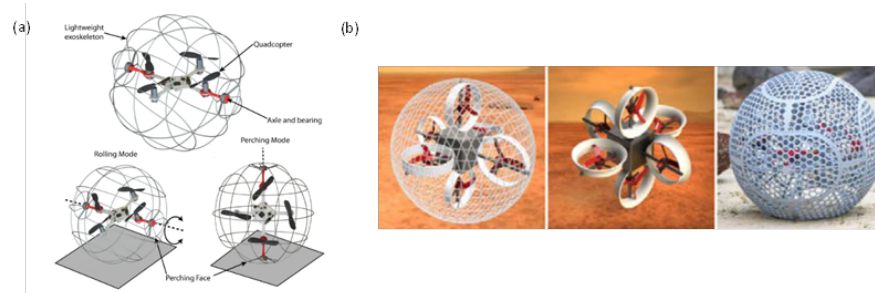 (a)
Lightweight
exoskeleton
Quadcopter
Axle and bearing
Perching Mode
Rolling Mode
Perching Face
(b)